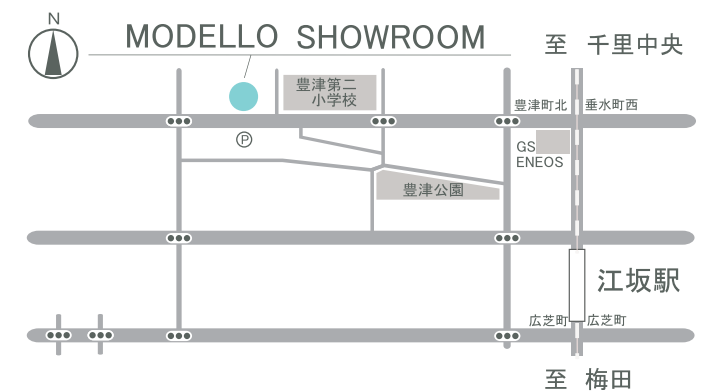 N
MODELLO SHOWROOM
至 千里中央
豊津第二
小学校
豊津町北
垂水町西
P
GS
ENEOS
豊津公園
江坂駅
広芝町
広芝町
至 梅田